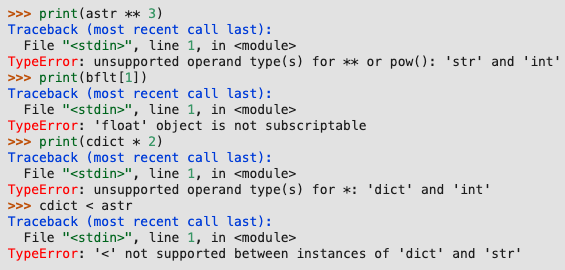 >>> print(astr ** 3)
Traceback (most recent call last):
  File "<stdin>", line 1, in <module>
TypeError: unsupported operand type(s) for ** or pow(): 'str' and 'int'
>>> print(bflt[1])
Traceback (most recent call last):
  File "<stdin>", line 1, in <module>
TypeError: 'float' object is not subscriptable
>>> print(cdict * 2)
Traceback (most recent call last):
  File "<stdin>", line 1, in <module>
TypeError: unsupported operand type(s) for *: 'dict' and 'int'
>>> cdict < astr
Traceback (most recent call last):
  File "<stdin>", line 1, in <module>
TypeError: '<' not supported between instances of 'dict' and 'str'